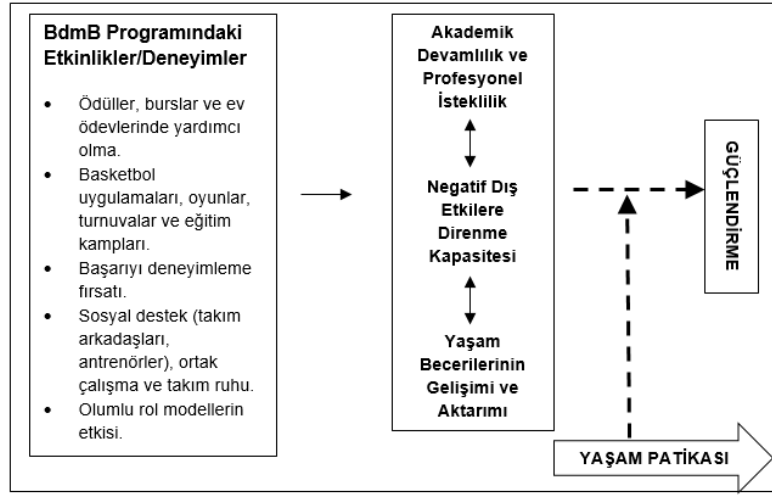 BdmB Programındaki
Etkinlikler/Deneyimler
• Ödüller, burslar ve ev
ödevlerinde yardımcı
olma.
• Basketbol
uygulamaları, oyunlar,
turnuvalar ve eğitim
kampları.
• Başarıyı deneyimleme
fırsatı.
• Sosyal destek (takım
arkadaşları,
antrenörler), ortak
çalışma ve takım ruhu.
• Olumlu rol modellerin
etkisi.
Akademik
Devamlılık ve
Profesyonel
İsteklilik
Negatif Dış
Etkilere
Direnme
Kapasitesi
Yaşam
Becerilerinin
Gelişimi ve
Aktarımı
GÜÇLENDİRME
YAŞAM PATİKASI